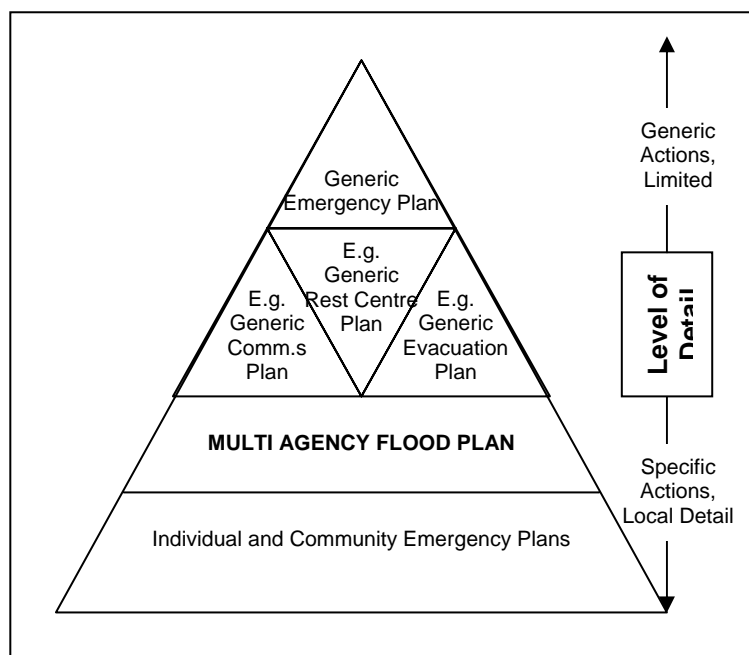 Generic
Emergency Plan
E.g.
Generic
Rest Centre
Plan
E.g.
Generic
Comm.s
Plan
E.g.
Generic
Evacuation
Plan
MULTI AGENCY FLOOD PLAN
Individual and Community Emergency Plans
Generic
Actions,
Limited
Level of
Detail
Specific
Actions,
Local Detail